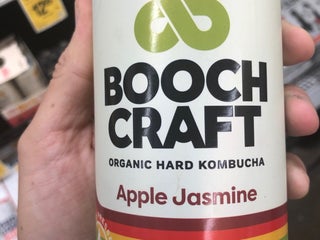 BOOCH
CRAFT
ORGANIC HARD KOMBUCHA
Apple Jasmine